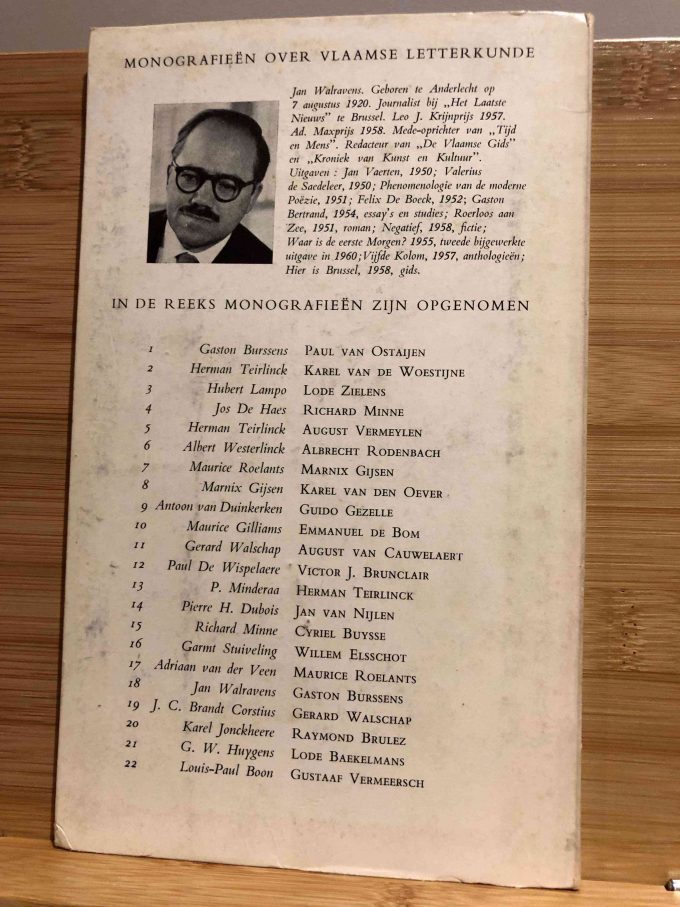 MONOGRAFIEËN OVER VLAAMSE LETTERKUNDE
Jan Walravens. Geboren te Anderlecht op
7 augustus 1920. Journalist bij „Het Laatste
Nieuws” te Brussel. Leo J. Krijnprijs 1957.
Ad. Maxprijs 1958. Mede-oprichter van „Tijd
en Mens”. Redacteur van „De Vlaamse Gids”
en „Kroniek van Kunst en Kultuur”.
Uitgaven : Jan Vaerten, 1950; Valerius
de Saedeleer, 1950; Phenomenologie van de moderne
Poëzie, 1951; Felix De Boeck, 1952; Gaston
Bertrand, 1954, essay's en studies; Roerloos aan
Zee, 1951, roman; Negatief, 1958, fictie;
Waar is de eerste Morgen? 1955, tweede bijgewerkte
uitgave in 1960; Vijfde Kolom, 1957, anthologieën;
Hier is Brussel, 1958, gids.
IN DE REEKS MONOGRAFIEËN ZIJN OPGENOMEN
1 Gaston Burssens PAUL VAN OSTAIJEN
2 Herman Teirlinck KAREL VAN DE WOESTIJNE
3 Hubert Lampo LODE ZIELENS
4 Jos De Haes RICHARD MINNE
5 Herman Teirlinck AUGUST VERMEYLEN
6 Albert Westerlinck ALBRECHT RODENBACH
7 Maurice Roelants MARNIX GIJSEN
8 Marnix Gijsen KAREL VAN DEN OEVER
9 Antoon van Duinkerken GUIDO GEZELLE
10 Maurice Gilliams EMMANUEL DE BOM
11 Gerard Walschap AUGUST VAN CAUWELAERT
12 Paul De Wispelaere VICTOR J. BRUNCLAIR
13 P. Minderaa HERMAN TEIRLINCK
14 Pierre H. Dubois JAN VAN NIJLEN
15 Richard Minne CYRIEL BUYSSE
16 Garmt Stuiveling WILLEM ELSSCHOT
17 Adriaan van der Veen MAURICE ROELANTS
18 Jan Walravens GASTON BURSSENS
19 J. C. Brandt Corstius GERARD WALSCHAP
20 Karel Jonckheere RAYMOND BRULEZ
21 G. W. Huygens LODE BAEKELMANS
22 Louis-Paul Boon GUSTAAF VERMEERSCH